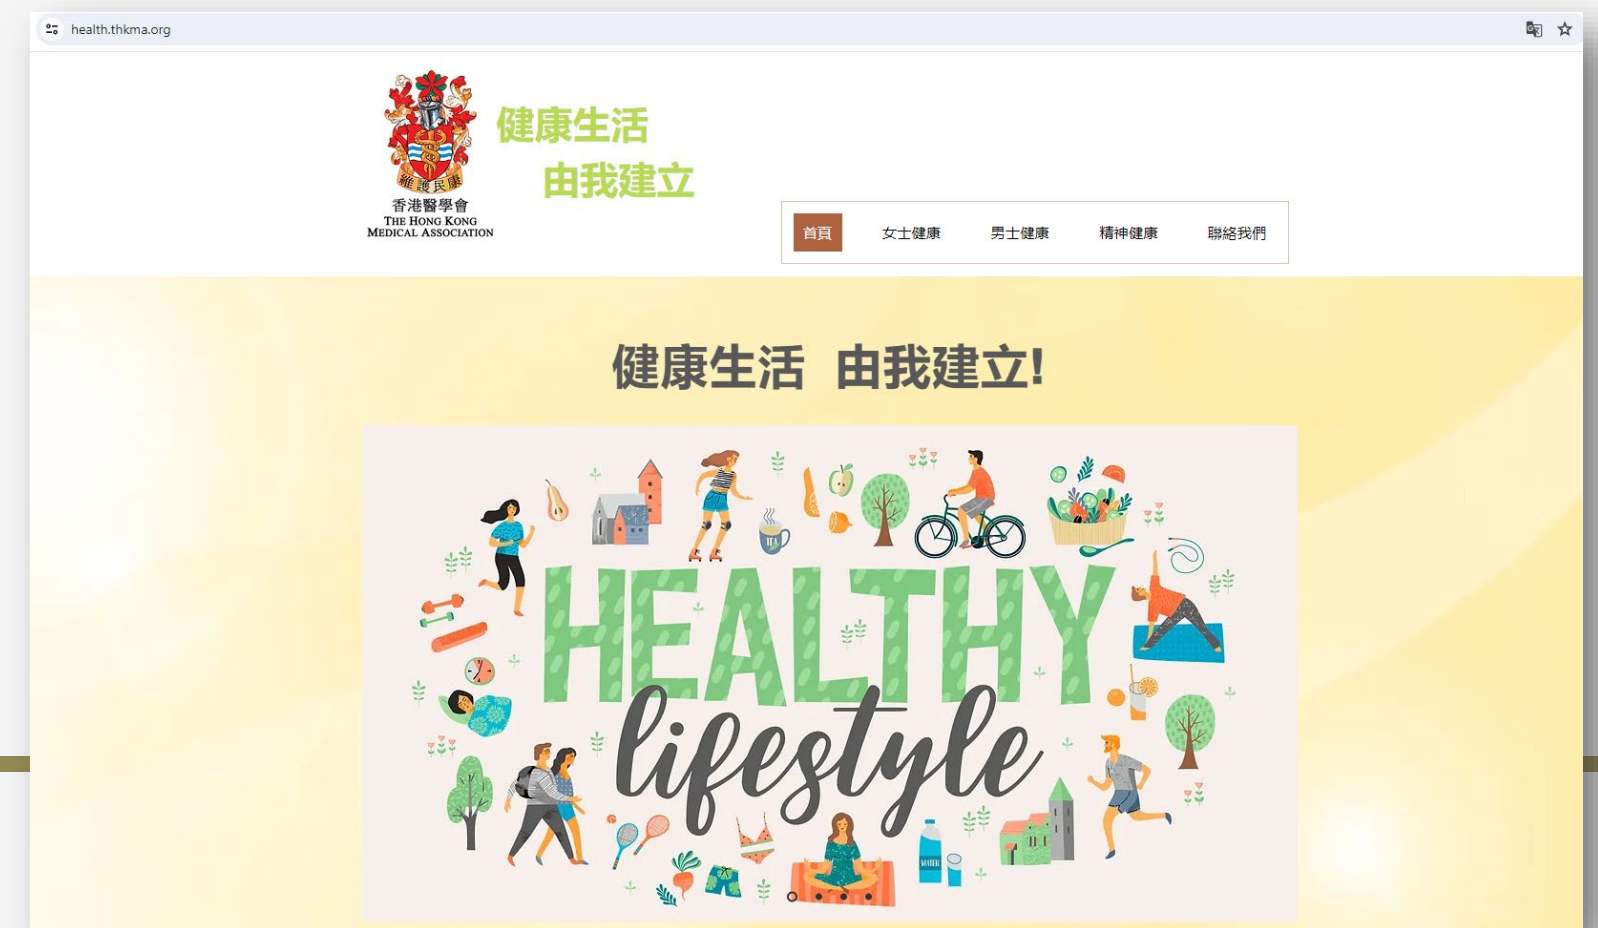 health.thkma.org
維護民康
香港醫學會
THE HONG KONG
MEDICAL ASSOCIATION
健康生活
由我建立
首頁 女士健康 男士健康 精神健康 聯絡我們
健康生活 由我建立!
TEA
HEALTHY
lifestyle
WATER